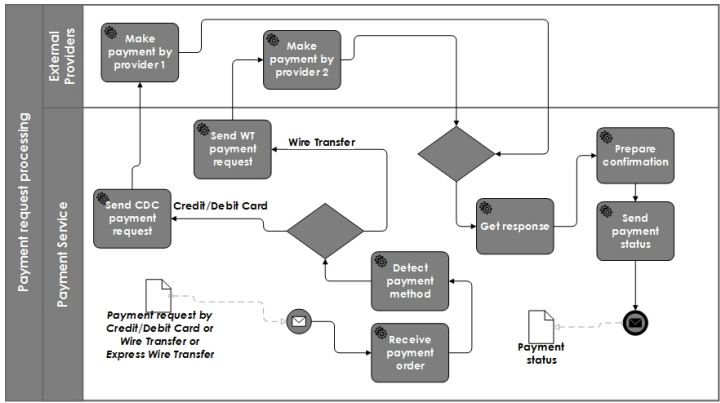 Payment request processing
External
Providers
Payment Service
Make
payment by
provider 1
Make
payment by
provider 2
Send WT
payment
request
Wire Transfer
Send CDC
payment
request
Credit/Debit Card
Detect
payment
method
Receive
payment
order
Payment request by
Credit/Debit Card or
Wire Transfer or
Express Wire Transfer
Get response
Prepare
confirmation
Send
payment
status
Payment
status